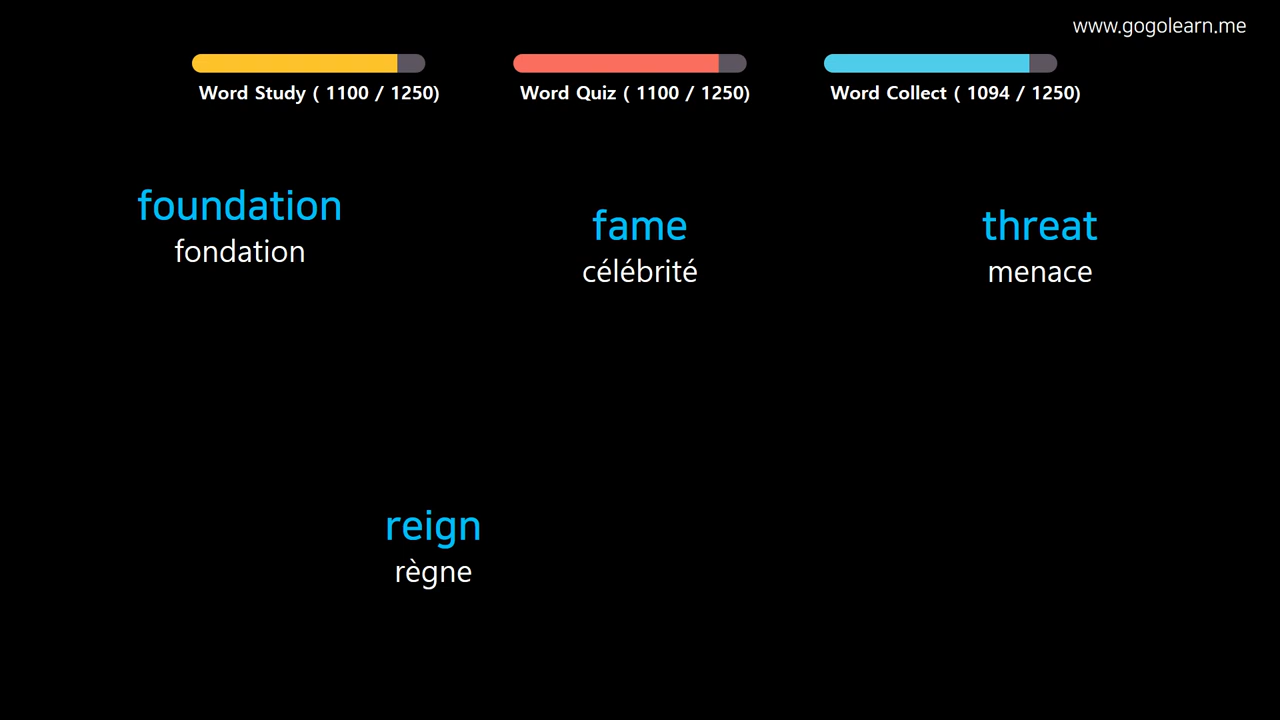 www.gogolearn.me
Word Study ( 1100 / 1250)
Word Quiz ( 1100 / 1250)
Word Collect ( 1094 / 1250)
foundation
fondation
fame
célébrité
threat
menace
reign
règne